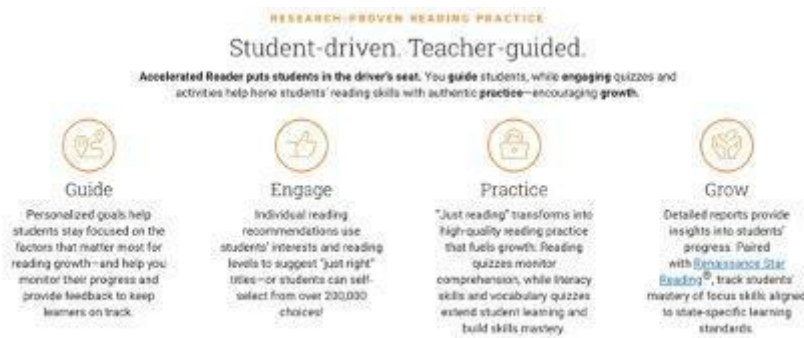 RESEARCH-PROVEN READING PRACTICE
Student-driven. Teacher-guided.
Accelerated Reader puts students in the driver's seat. You guide students, while engaging quizzes and
activities help hone students' reading skills with authentic practice—encouraging growth.
Guide
Personalized goals help
students stay focused on the
factors that matter most for
reading growth—and help you
monitor their progress and
provide feedback to keep
learners on track.
Engage
Individual reading
recommendations use
students' interests and reading
levels to suggest "just right"
titles—or students can self-
select from over 200,000
choices!
Practice
"Just reading" transforms into
high-quality reading practice
that fuels growth. Reading
quizzes monitor
comprehension, while literacy
skills and vocabulary quizzes
extend student learning and
build skills mastery.
Grow
Detailed reports provide
insights into students'
progress. Paired
with Renaissance Star
Reading®, track students'
mastery of focus skills aligned
to state-specific learning
standards.